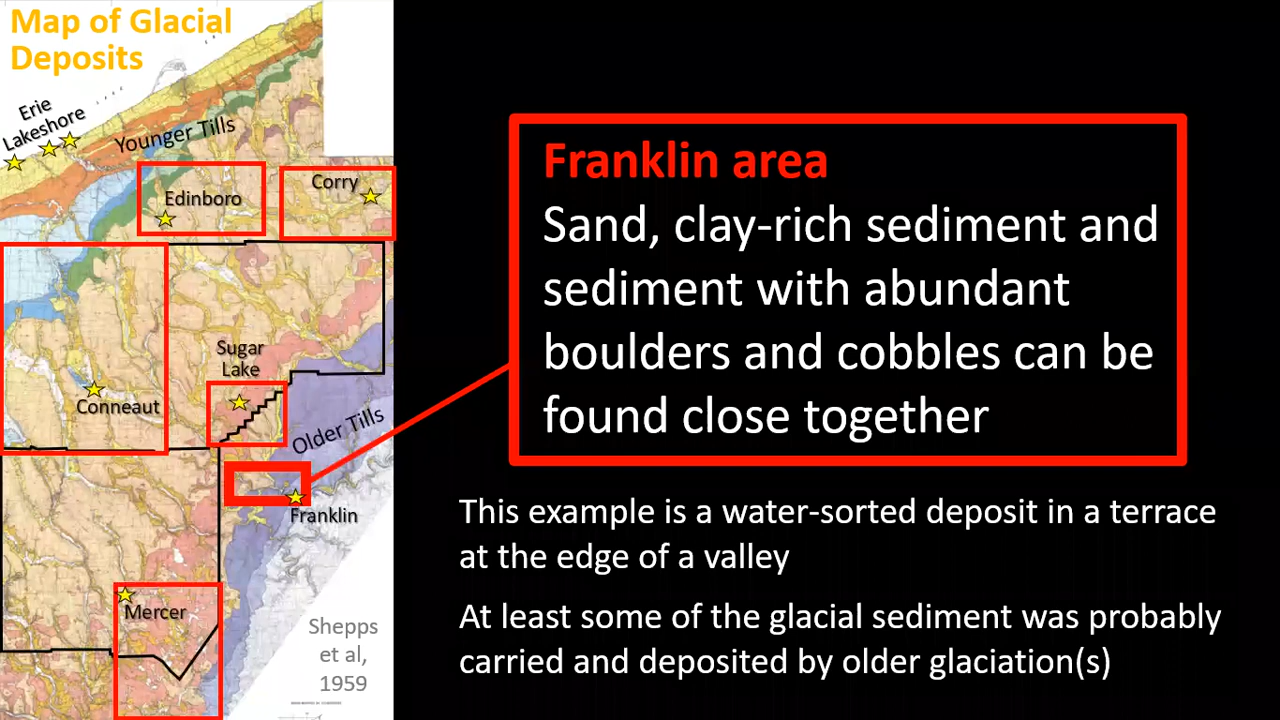 Map of Glacial
Deposits
Erie
Lakeshore
Younger Tills
Corry
Edinboro
Sugar
Lake
Conneaut
Older Tills
Franklin
Mercer
Shepps
et al,
1959
Franklin area
Sand, clay-rich sediment and
sediment with abundant
boulders and cobbles can be
found close together
This example is a water-sorted deposit in a terrace
at the edge of a valley
At least some of the glacial sediment was probably
carried and deposited by older glaciation(s)